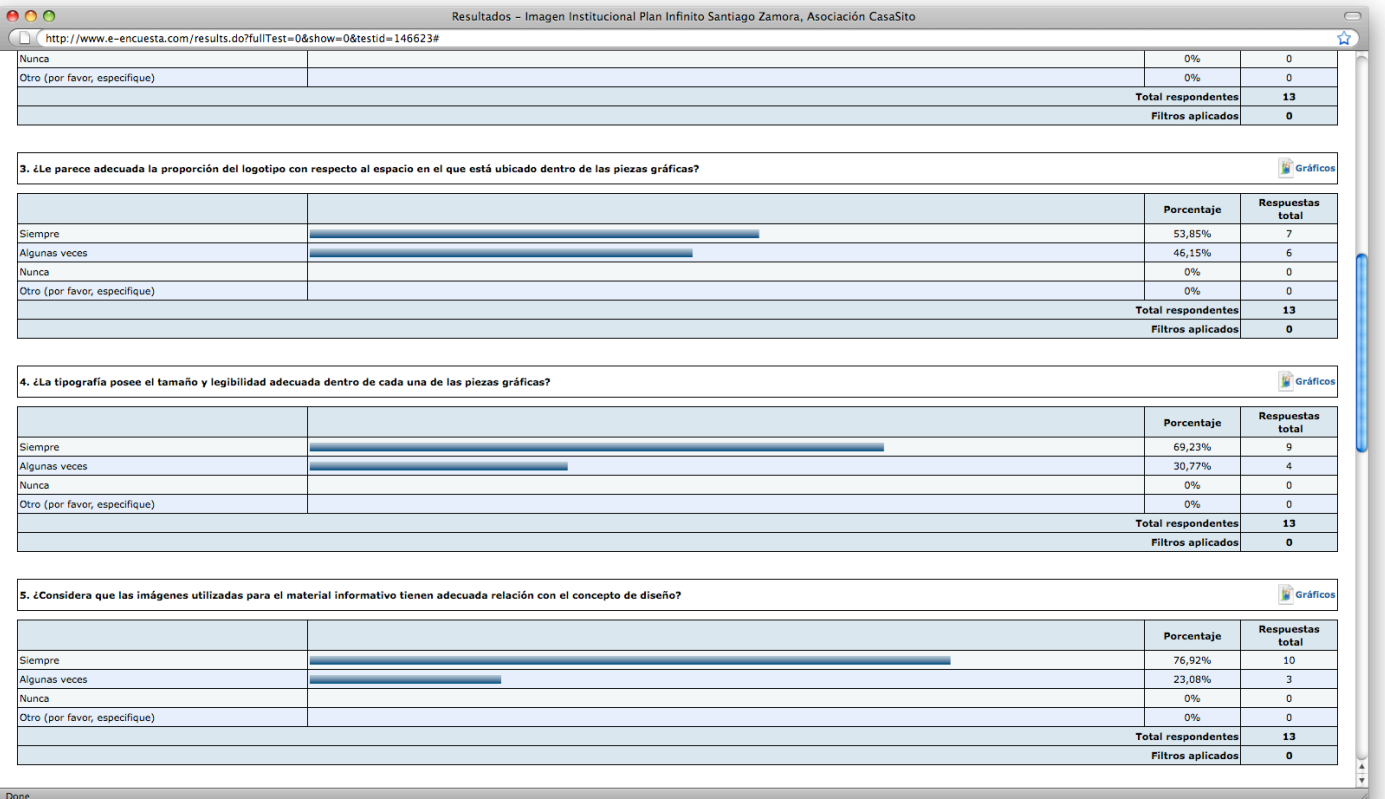 Resultados – Imagen Institucional Plan Infinito Santiago Zamora, Asociación CasaSito
http://www.e-encuesta.com/results.do?fullTest=0&show=0&testid=146623#
Nunca 0% 0
Otro (por favor, especifique) 0% 0
Total respondentes 13
Filtros aplicados 0
3. ¿Le parece adecuada la proporción del logotipo con respecto al espacio en el que está ubicado dentro de las piezas gráficas? Gráficos
Porcentaje Respuestas total
Siempre 53,85% 7
Algunas veces 46,15% 6
Nunca 0% 0
Otro (por favor, especifique) 0% 0
Total respondentes 13
Filtros aplicados 0
4. ¿La tipografía posee el tamaño y legibilidad adecuada dentro de cada una de las piezas gráficas? Gráficos
Porcentaje Respuestas total
Siempre 69,23% 9
Algunas veces 30,77% 4
Nunca 0% 0
Otro (por favor, especifique) 0% 0
Total respondentes 13
Filtros aplicados 0
5. ¿Considera que las imágenes utilizadas para el material informativo tienen adecuada relación con el concepto de diseño? Gráficos
Porcentaje Respuestas total
Siempre 76,92% 10
Algunas veces 23,08% 3
Nunca 0% 0
Otro (por favor, especifique) 0% 0
Total respondentes 13
Filtros aplicados 0
Done